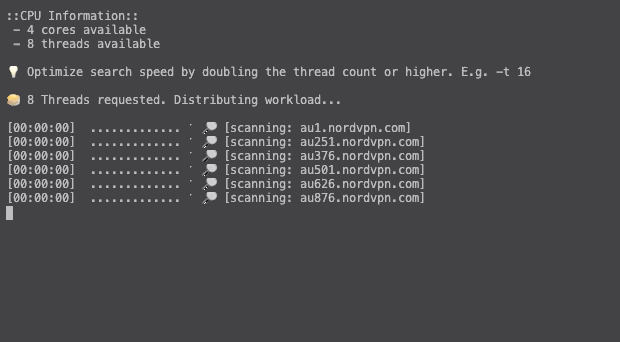 ::CPU Information::
– 4 cores available
– 8 threads available
Optimize search speed by doubling the thread count or higher. E.g. -t 16
8 Threads requested. Distributing workload...
[00:00:00] ............. [scanning: au1.nordvpn.com]
[00:00:00] ............. [scanning: au251.nordvpn.com]
[00:00:00] ............. [scanning: au376.nordvpn.com]
[00:00:00] ............. [scanning: au501.nordvpn.com]
[00:00:00] ............. [scanning: au626.nordvpn.com]
[00:00:00] ............. [scanning: au876.nordvpn.com]